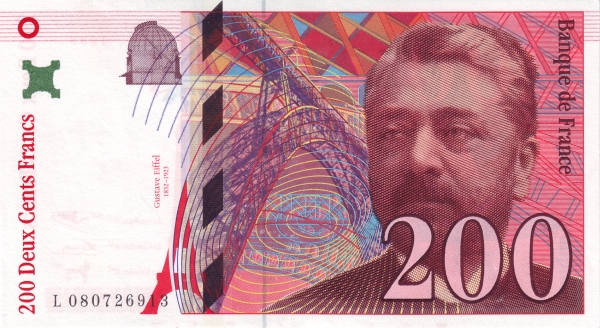 200 Deux Cents Francs
Gustave Eiffel
1832-1923
Banque de France
200
L 080726913